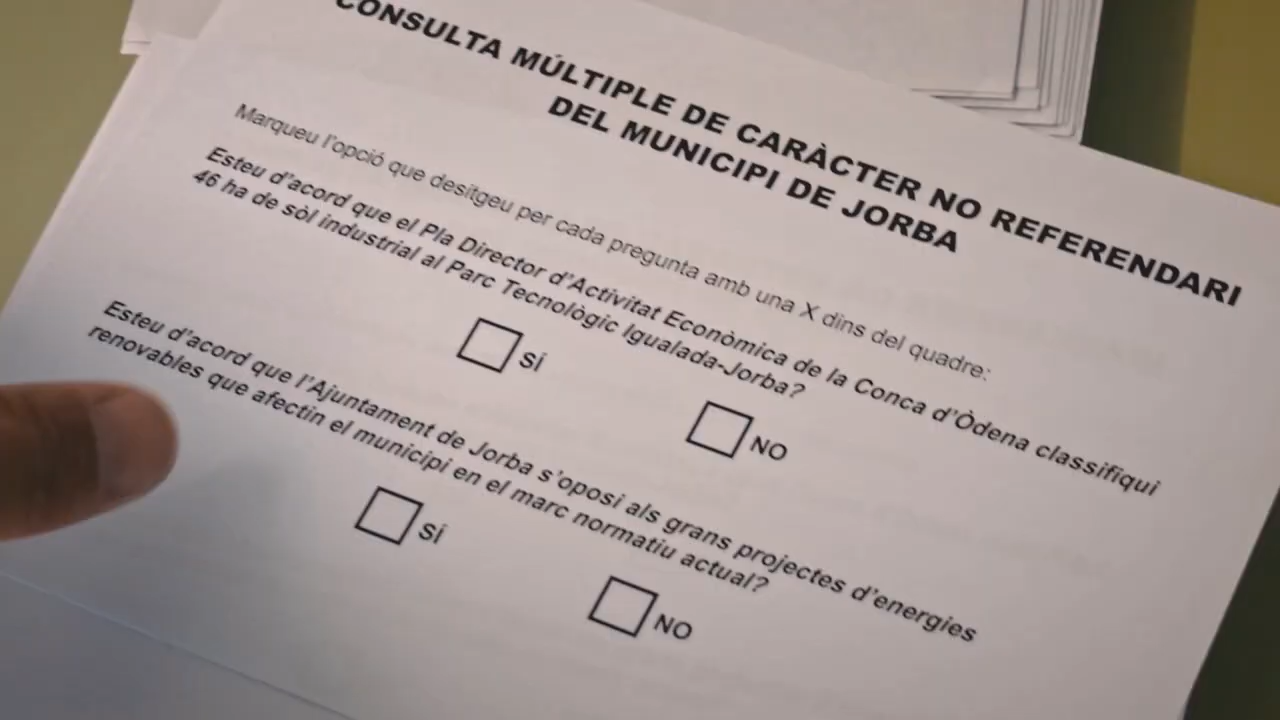 CONSULTA MÚLTIPLE DE CARÀCTER NO REFERENDARI
DEL MUNICIPI DE JORBA
Marqueu l'opció que desitgeu per cada pregunta amb una X dins del quadre:
Esteu d'acord que el Pla Director d'Activitat Econòmica de la Conca d'Òdena classifiqui
46 ha de sòl industrial al Parc Tecnològic Igualada-Jorba?
SÍ
NO
Esteu d'acord que l'Ajuntament de Jorba s'oposi als grans projectes d'energies
renovables que afectin el municipi en el marc normatiu actual?
SÍ
NO